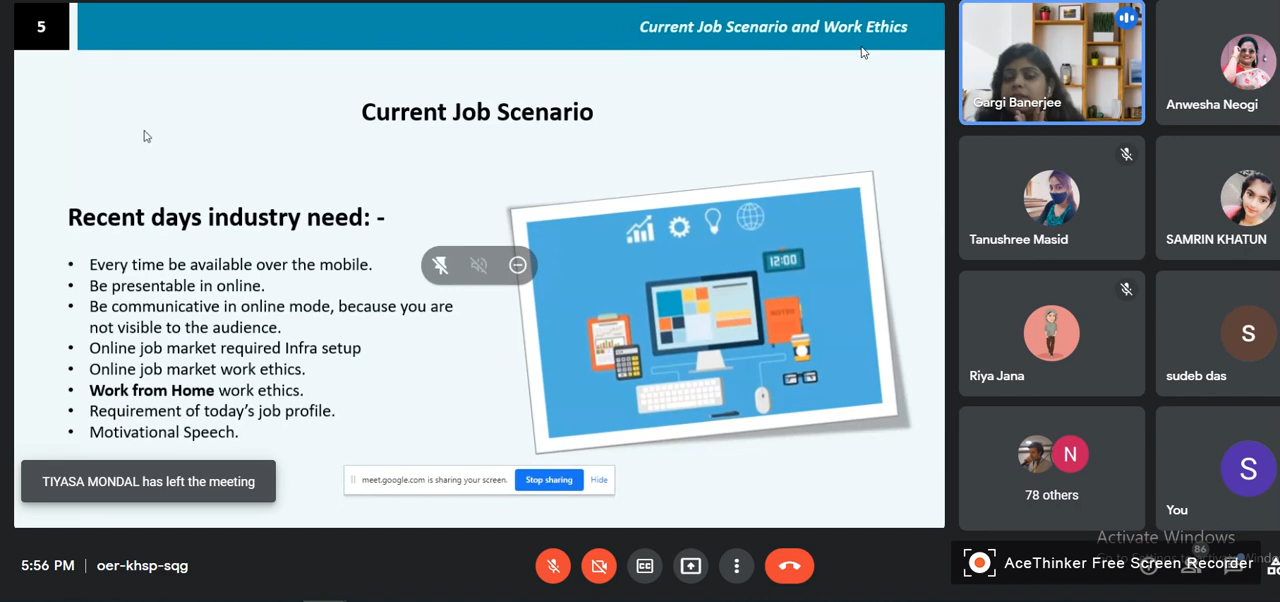 5
Current Job Scenario and Work Ethics
Current Job Scenario
Recent days industry need: -
• Every time be available over the mobile.
• Be presentable in online.
• Be communicative in online mode, because you are
not visible to the audience.
• Online job market required Infra setup
• Online job market work ethics.
• Work from Home work ethics.
• Requirement of today's job profile.
• Motivational Speech.
12:00
NOTES
TIYASA MONDAL has left the meeting
meet.google.com is sharing your screen.
Stop sharing
Hide
Gargi Banerjee
Anwesha Neogi
Tanushree Masid
SAMRIN KHATUN
Riya Jana
S
sudeb das
N
78 others
S
You
Activate Windows
86
5:56 PM | oer-khsp-sqg
AceThinker Free Screen Recorder